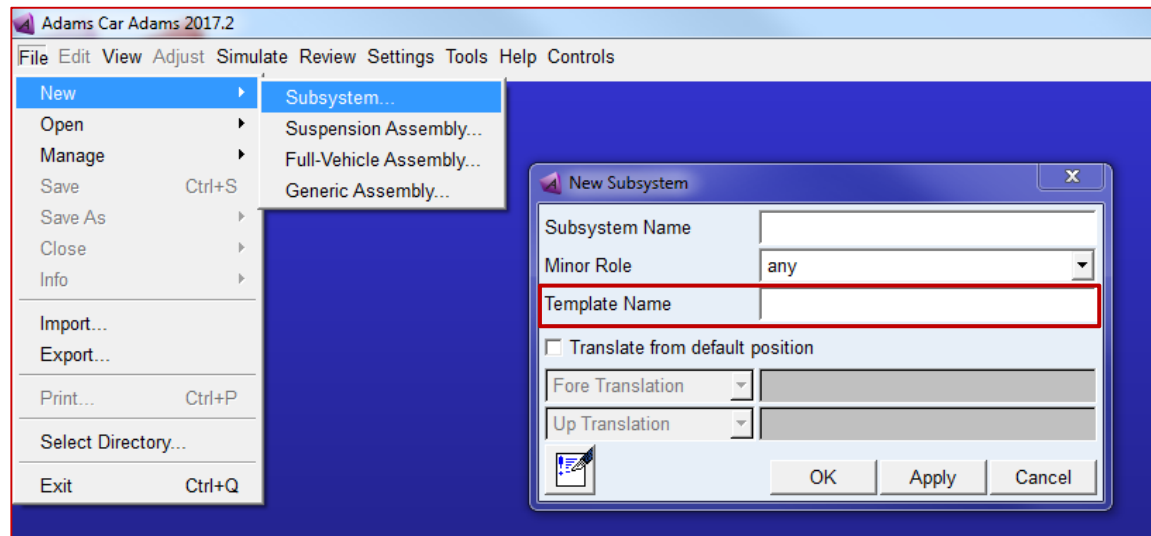 Adams Car Adams 2017.2
File Edit View Adjust Simulate Review Settings Tools Help Controls
New
Open
Manage
Save Ctrl+S
Save As
Close
Info
Import...
Export...
Print... Ctrl+P
Select Directory...
Exit Ctrl+Q
Subsystem...
Suspension Assembly...
Full-Vehicle Assembly...
Generic Assembly...
New Subsystem
X
Subsystem Name
Minor Role any
Template Name
Translate from default position
Fore Translation
Up Translation
OK Apply Cancel